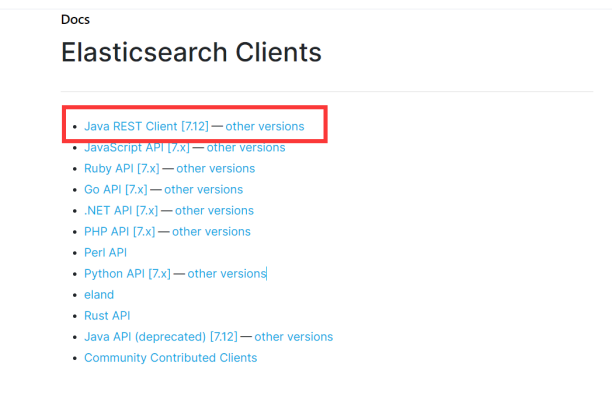 Docs
Elasticsearch Clients
Java REST Client [7.12] — other versions
JavaScript API [7.x] — other versions
Ruby API [7.x] — other versions
Go API [7.x] — other versions
.NET API [7.x] — other versions
PHP API [7.x] — other versions
Perl API
Python API [7.x] — other versions
eland
Rust API
Java API (deprecated) [7.12] — other versions
Community Contributed Clients